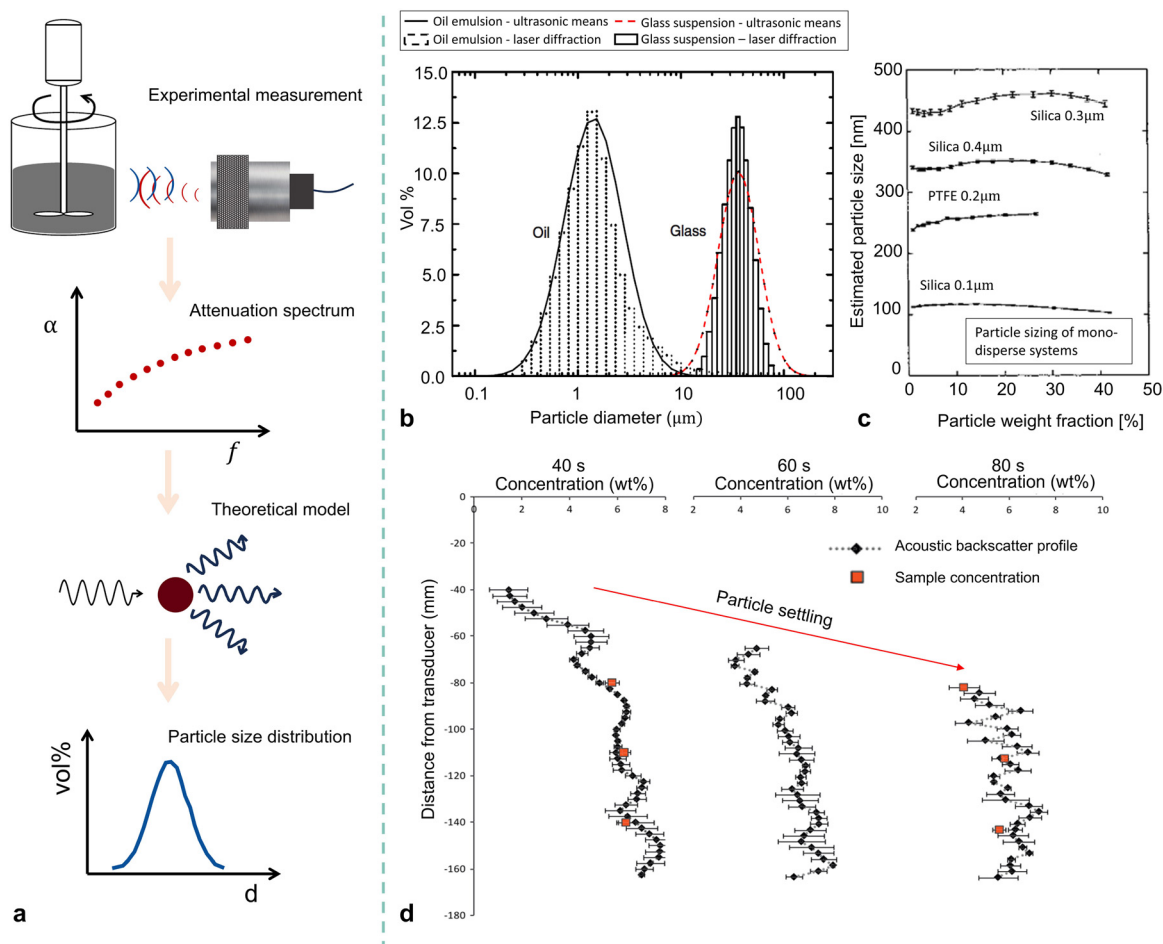 Experimental measurement
Attenuation spectrum
α
f
Theoretical model
Particle size distribution
vol%
d
a
Oil emulsion - ultrasonic means
Glass suspension - ultrasonic means
Oil emulsion - laser diffraction
Glass suspension – laser diffraction
Vol %
15.0
12.5
10.0
7.5
5.0
2.5
0.0
Oil
Glass
0.1
1
10
100
Particle diameter (μm)
b
Estimated particle size [nm]
500
400
300
200
100
0
Silica 0.3μm
Silica 0.4μm
PTFE 0.2μm
Silica 0.1μm
Particle sizing of mono-
disperse systems
0
10
20
30
40
50
Particle weight fraction [%]
c
40 s
Concentration (wt%)
0
2
4
6
8
60 s
Concentration (wt%)
2
4
6
8
10
80 s
Concentration (wt%)
2
4
6
8
10
Distance from transducer (mm)
0
-20
-40
-60
-80
-100
-120
-140
-160
-180
Acoustic backscatter profile
Sample concentration
Particle settling
d